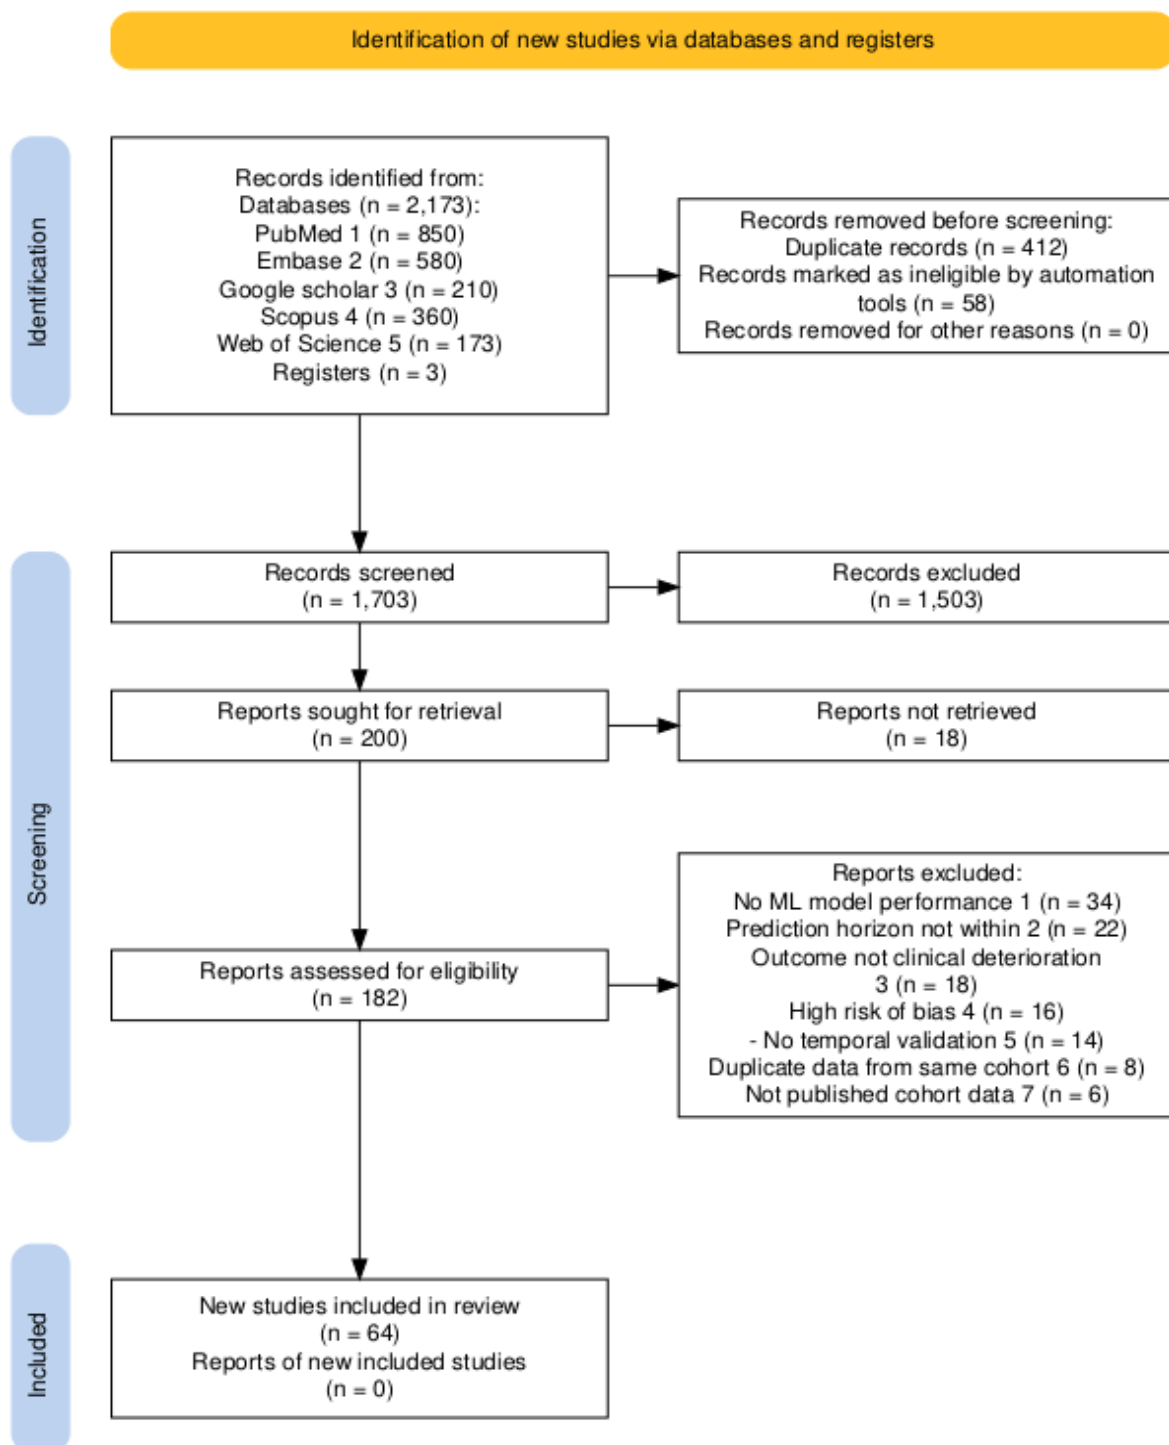 Identification of new studies via databases and registers
Identification
Records identified from:
Databases (n = 2,173):
PubMed 1 (n = 850)
Embase 2 (n = 580)
Google scholar 3 (n = 210)
Scopus 4 (n = 360)
Web of Science 5 (n = 173)
Registers (n = 3)
Records removed before screening:
Duplicate records (n = 412)
Records marked as ineligible by automation
tools (n = 58)
Records removed for other reasons (n = 0)
Screening
Records screened
(n = 1,703)
Records excluded
(n = 1,503)
Reports sought for retrieval
(n = 200)
Reports not retrieved
(n = 18)
Reports assessed for eligibility
(n = 182)
Reports excluded:
No ML model performance 1 (n = 34)
Prediction horizon not within 2 (n = 22)
Outcome not clinical deterioration
3 (n = 18)
High risk of bias 4 (n = 16)
- No temporal validation 5 (n = 14)
Duplicate data from same cohort 6 (n = 8)
Not published cohort data 7 (n = 6)
Included
New studies included in review
(n = 64)
Reports of new included studies
(n = 0)